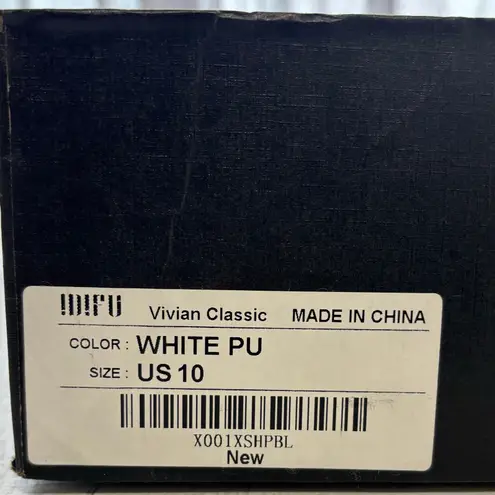 IDIFU Vivian Classic MADE IN CHINA
COLOR : WHITE PU
SIZE : US 10
X001XSHPBL
New